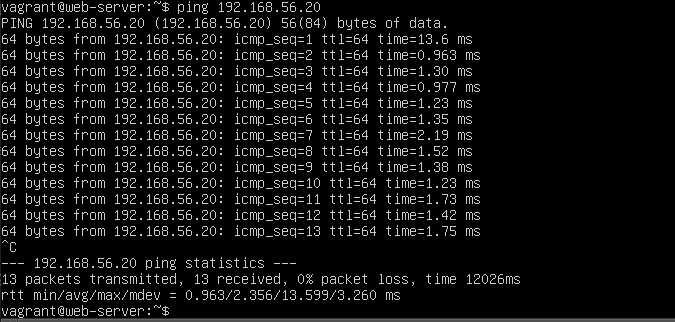 vagrant@web-server:~$ ping 192.168.56.20
PING 192.168.56.20 (192.168.56.20) 56(84) bytes of data.
64 bytes from 192.168.56.20: icmp_seq=1 ttl=64 time=13.6 ms
64 bytes from 192.168.56.20: icmp_seq=2 ttl=64 time=0.963 ms
64 bytes from 192.168.56.20: icmp_seq=3 ttl=64 time=1.30 ms
64 bytes from 192.168.56.20: icmp_seq=4 ttl=64 time=0.977 ms
64 bytes from 192.168.56.20: icmp_seq=5 ttl=64 time=1.23 ms
64 bytes from 192.168.56.20: icmp_seq=6 ttl=64 time=1.35 ms
64 bytes from 192.168.56.20: icmp_seq=7 ttl=64 time=2.19 ms
64 bytes from 192.168.56.20: icmp_seq=8 ttl=64 time=1.52 ms
64 bytes from 192.168.56.20: icmp_seq=9 ttl=64 time=1.38 ms
64 bytes from 192.168.56.20: icmp_seq=10 ttl=64 time=1.23 ms
64 bytes from 192.168.56.20: icmp_seq=11 ttl=64 time=1.73 ms
64 bytes from 192.168.56.20: icmp_seq=12 ttl=64 time=1.42 ms
64 bytes from 192.168.56.20: icmp_seq=13 ttl=64 time=1.75 ms
^C
--- 192.168.56.20 ping statistics ---
13 packets transmitted, 13 received, 0% packet loss, time 12026ms
rtt min/avg/max/mdev = 0.963/2.356/13.599/3.260 ms
vagrant@web-server:~$